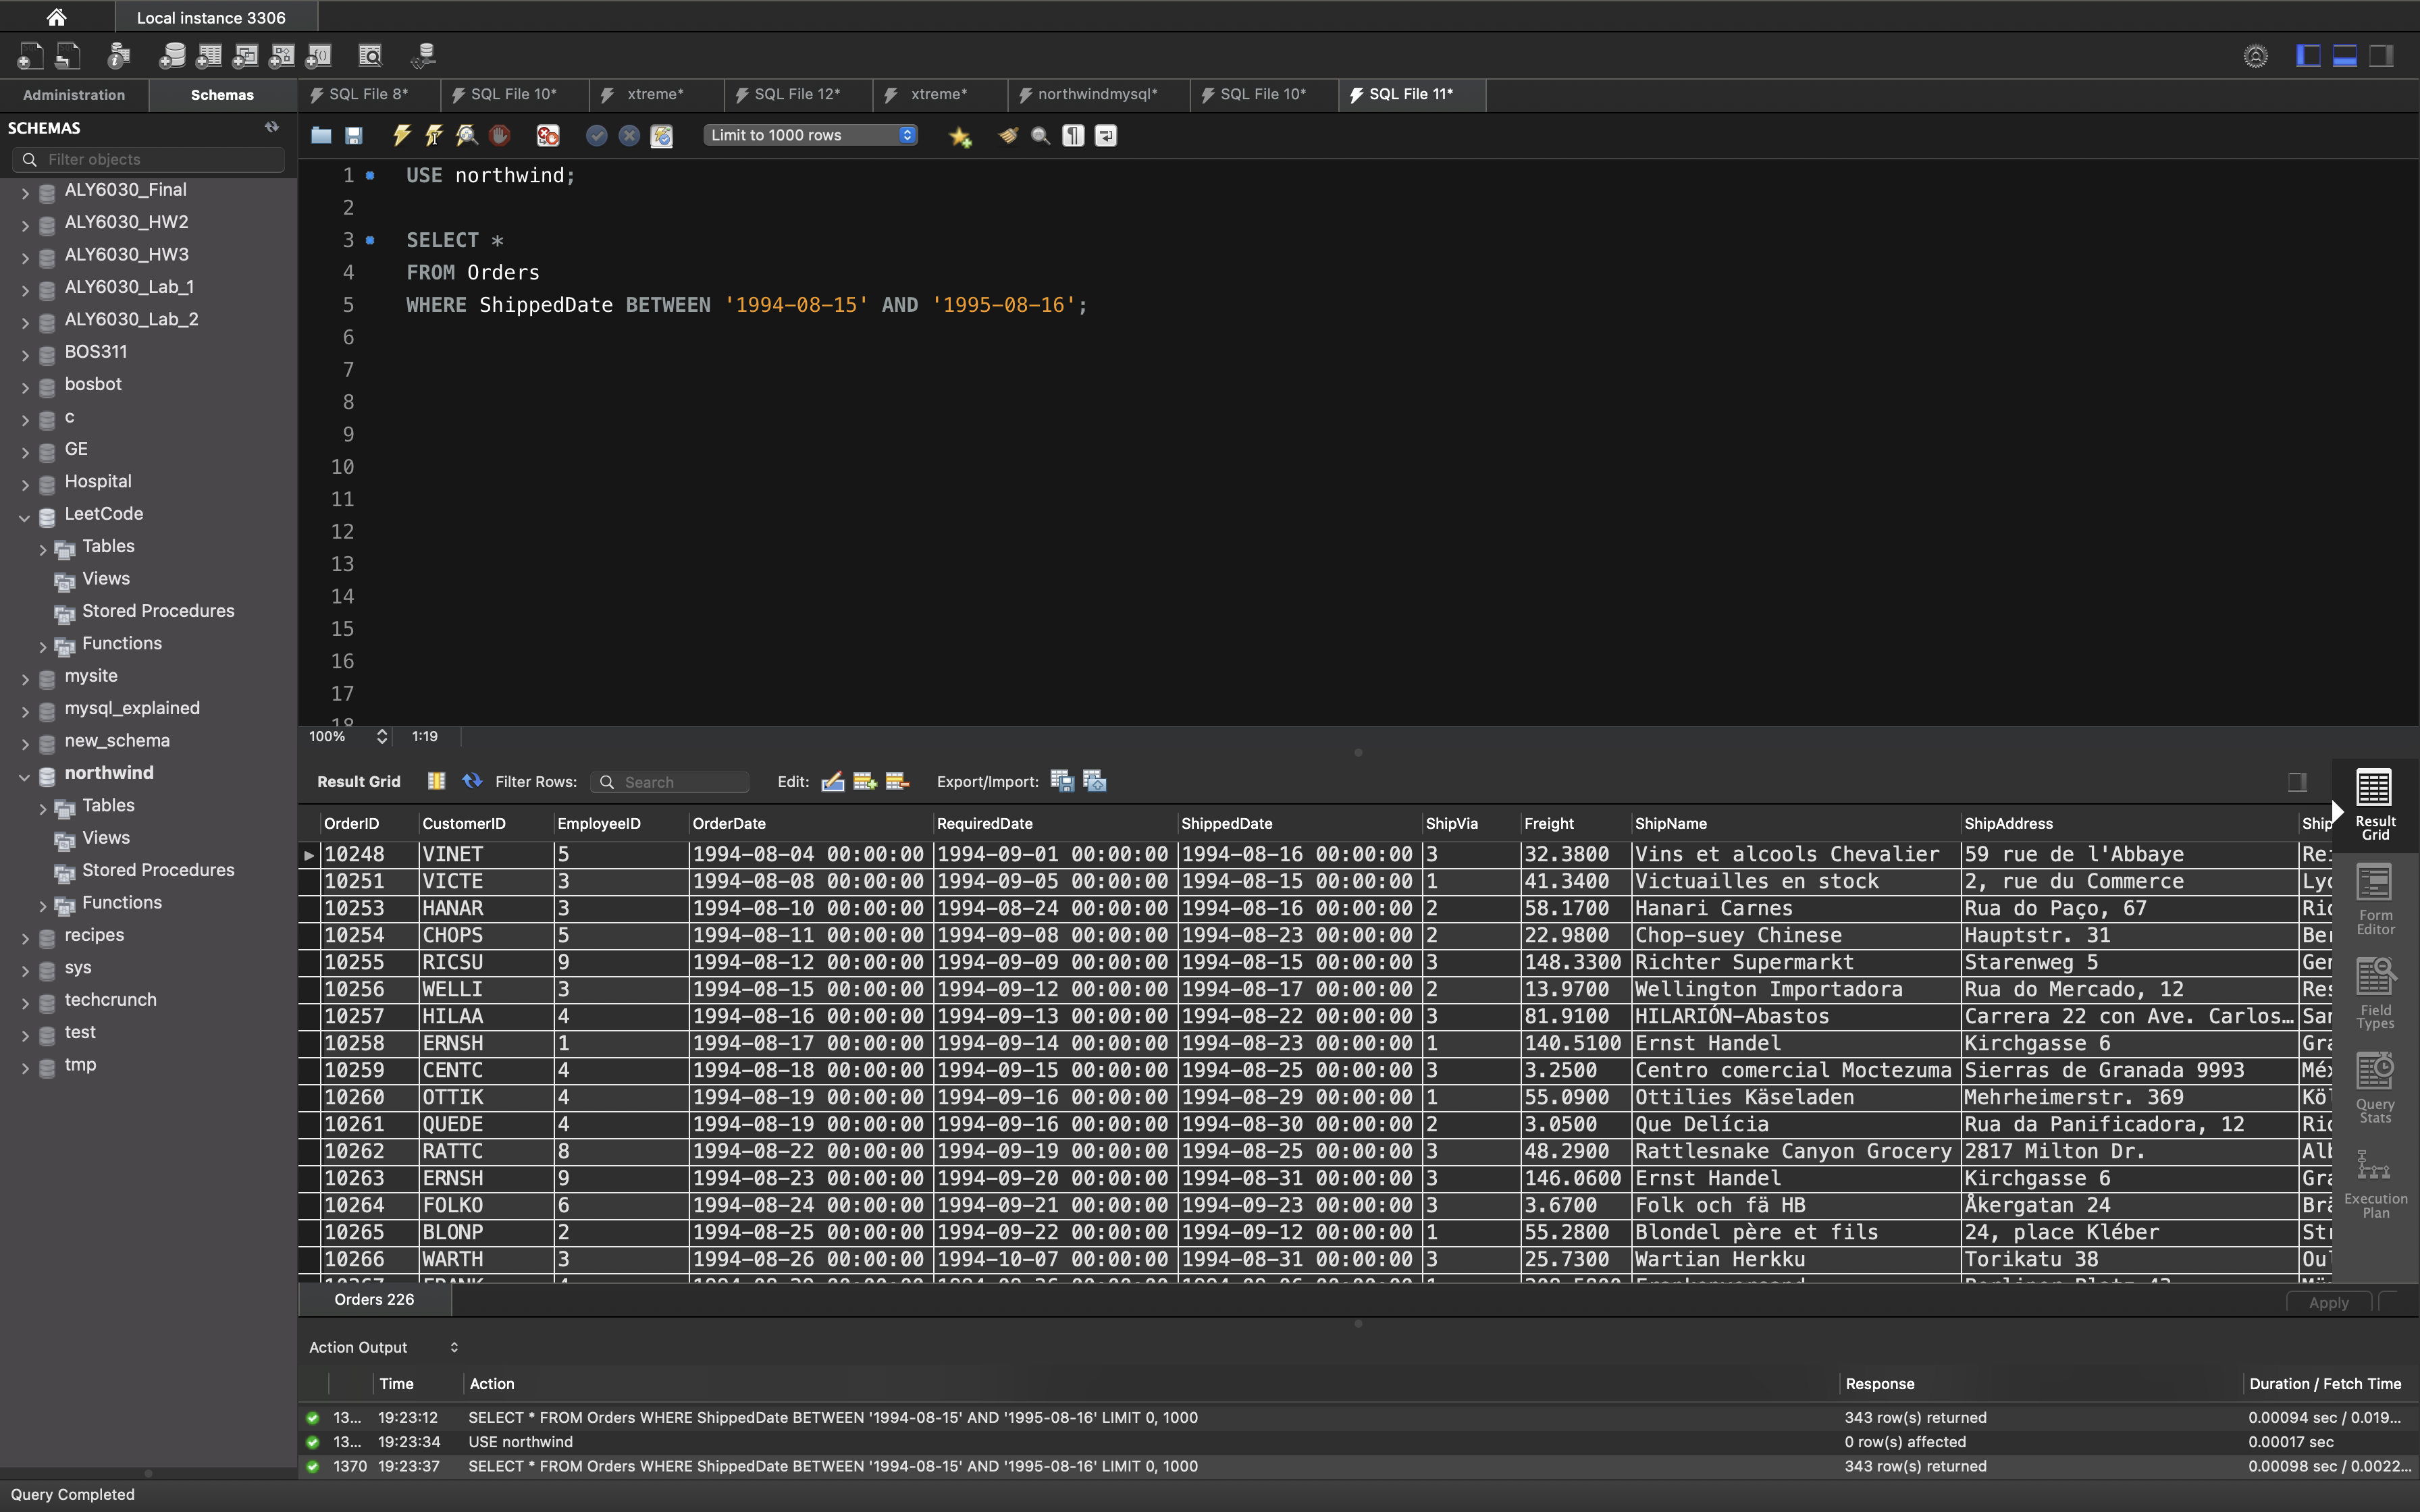 Local instance 3306
Administration Schemas SQL File 8* SQL File 10* xtreme* SQL File 12* xtreme* northwindmysql* SQL File 10* SQL File 11*
SCHEMAS
Filter objects
Limit to 1000 rows
ALY6030_Final
ALY6030_HW2
ALY6030_HW3
ALY6030_Lab_1
ALY6030_Lab_2
BOS311
bosbot
c
GE
Hospital
LeetCode
Tables
Views
Stored Procedures
Functions
mysite
mysql_explained
new_schema
northwind
Tables
Views
Stored Procedures
Functions
recipes
sys
techcrunch
test
tmp
1 USE northwind;
2
3 SELECT *
4 FROM Orders
5 WHERE ShippedDate BETWEEN '1994-08-15' AND '1995-08-16';
6
7
8
9
10
11
12
13
14
15
16
17
18
100% 1:19
Result Grid Filter Rows: Search Edit: Export/Import:
OrderID CustomerID EmployeeID OrderDate RequiredDate ShippedDate ShipVia Freight ShipName ShipAddress Ship
10248 VINET 5 1994-08-04 00:00:00 1994-09-01 00:00:00 1994-08-16 00:00:00 3 32.3800 Vins et alcools Chevalier 59 rue de l'Abbaye Rei
10251 VICTE 3 1994-08-08 00:00:00 1994-09-05 00:00:00 1994-08-15 00:00:00 1 41.3400 Victuailles en stock 2, rue du Commerce Lyo
10253 HANAR 3 1994-08-10 00:00:00 1994-08-24 00:00:00 1994-08-16 00:00:00 2 58.1700 Hanari Carnes Rua do Paço, 67 Rio
10254 CHOPS 5 1994-08-11 00:00:00 1994-09-08 00:00:00 1994-08-23 00:00:00 2 22.9800 Chop-suey Chinese Hauptstr. 31 Ber
10255 RICSU 9 1994-08-12 00:00:00 1994-09-09 00:00:00 1994-08-15 00:00:00 3 148.3300 Richter Supermarkt Starenweg 5 Gen
10256 WELLI 3 1994-08-15 00:00:00 1994-09-12 00:00:00 1994-08-17 00:00:00 2 13.9700 Wellington Importadora Rua do Mercado, 12 Res
10257 HILAA 4 1994-08-16 00:00:00 1994-09-13 00:00:00 1994-08-22 00:00:00 3 81.9100 HILARIÓN-Abastos Carrera 22 con Ave. Carlos... San
10258 ERNSH 1 1994-08-17 00:00:00 1994-09-14 00:00:00 1994-08-23 00:00:00 1 140.5100 Ernst Handel Kirchgasse 6 Gra
10259 CENTC 4 1994-08-18 00:00:00 1994-09-15 00:00:00 1994-08-25 00:00:00 3 3.2500 Centro comercial Moctezuma Sierras de Granada 9993 Méx
10260 OTTIK 4 1994-08-19 00:00:00 1994-09-16 00:00:00 1994-08-29 00:00:00 1 55.0900 Ottilies Käseladen Mehrheimerstr. 369 Köl
10261 QUEDE 4 1994-08-19 00:00:00 1994-09-16 00:00:00 1994-08-30 00:00:00 2 3.0500 Que Delícia Rua da Panificadora, 12 Rio
10262 RATTC 8 1994-08-22 00:00:00 1994-09-19 00:00:00 1994-08-25 00:00:00 3 48.2900 Rattlesnake Canyon Grocery 2817 Milton Dr. Alb
10263 ERNSH 9 1994-08-23 00:00:00 1994-09-20 00:00:00 1994-08-31 00:00:00 3 146.0600 Ernst Handel Kirchgasse 6 Gra
10264 FOLKO 6 1994-08-24 00:00:00 1994-09-21 00:00:00 1994-09-23 00:00:00 3 3.6700 Folk och fä HB Åkergatan 24 Brä
10265 BLONP 2 1994-08-25 00:00:00 1994-09-22 00:00:00 1994-09-12 00:00:00 1 55.2800 Blondel père et fils 24, place Kléber Str
10266 WARTH 3 1994-08-26 00:00:00 1994-10-07 00:00:00 1994-08-31 00:00:00 3 25.7300 Wartian Herkku Torikatu 38 Oul
Result
Grid
Form
Editor
Field
Types
Query
Stats
Execution
Plan
Orders 226 Apply
Action Output
Time Action Response Duration / Fetch Time
13... 19:23:12 SELECT * FROM Orders WHERE ShippedDate BETWEEN '1994-08-15' AND '1995-08-16' LIMIT 0, 1000 343 row(s) returned 0.00094 sec / 0.019...
13... 19:23:34 USE northwind 0 row(s) affected 0.00017 sec
1370 19:23:37 SELECT * FROM Orders WHERE ShippedDate BETWEEN '1994-08-15' AND '1995-08-16' LIMIT 0, 1000 343 row(s) returned 0.00098 sec / 0.0022...
Query Completed